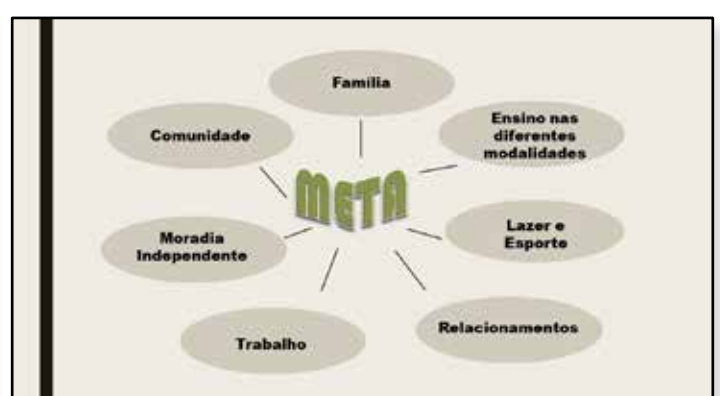 Família
Comunidade
Ensino nas
diferentes
modalidades
META
Moradia
Independente
Lazer e
Esporte
Trabalho
Relacionamentos